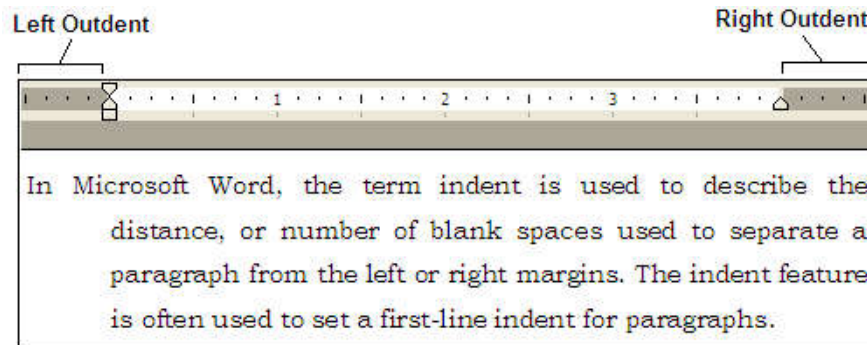 Left Outdent
Right Outdent
1 2 3
In Microsoft Word, the term indent is used to describe the
distance, or number of blank spaces used to separate a
paragraph from the left or right margins. The indent feature
is often used to set a first-line indent for paragraphs.